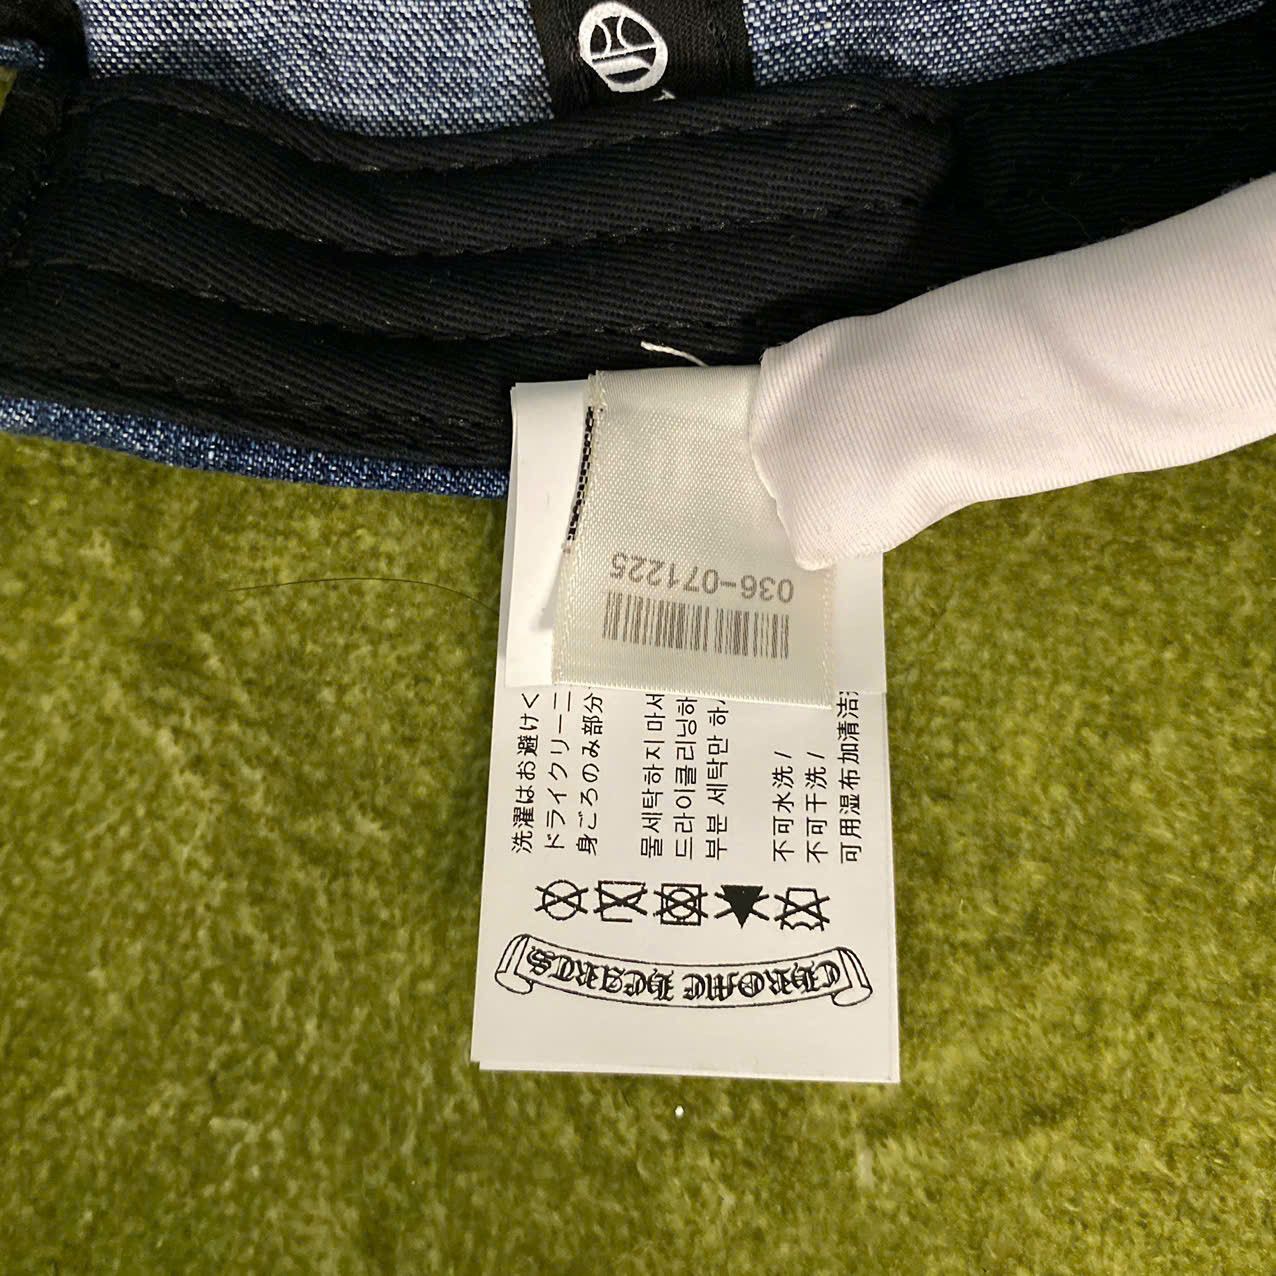 036-071225
洗濯はお避けく
ドライクリーニ
身ごろのみ部分
물세탁하지 마세
드라이클리닝하
부분 세탁만 하
不可水洗 /
不可干洗 /
可用湿布加清洁
CHROME HEARTS